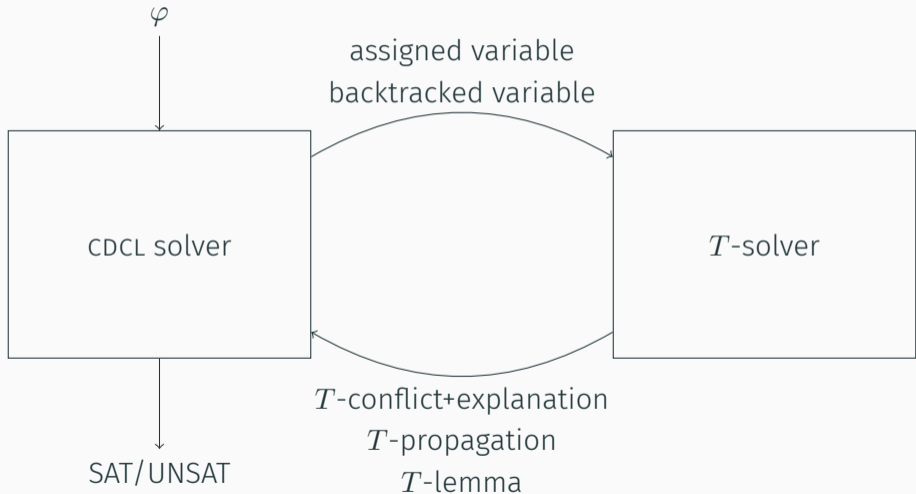 φ
assigned variable
backtracked variable
CDCL solver
T-solver
T-conflict+explanation
T-propagation
T-lemma
SAT/UNSAT